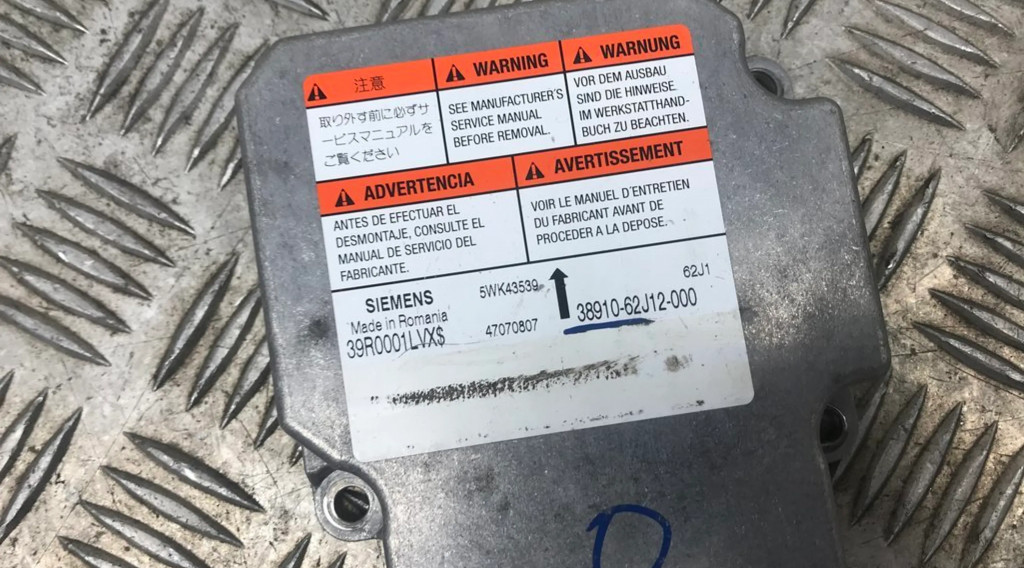 注意
取り外す前に必ずサ
ービスマニュアルを
ご覧ください
WARNING
SEE MANUFACTURER'S
SERVICE MANUAL
BEFORE REMOVAL.
WARNUNG
VOR DEM AUSBAU
SIND DIE HINWEISE.
IM WERKSTATTHAND-
BUCH ZU BEACHTEN.
ADVERTENCIA
ANTES DE EFECTUAR EL
DESMONTAJE, CONSULTE EL
MANUAL DE SERVICIO DEL
FABRICANTE.
AVERTISSEMENT
VOIR LE MANUEL D'ENTRETIEN
DU FABRICANT AVANT DE
PROCEDER A LA DEPOSE.
SIEMENS
Made in Romania
39R0001LVX$
5WK43539
47070807
62J1
38910-62J12-000